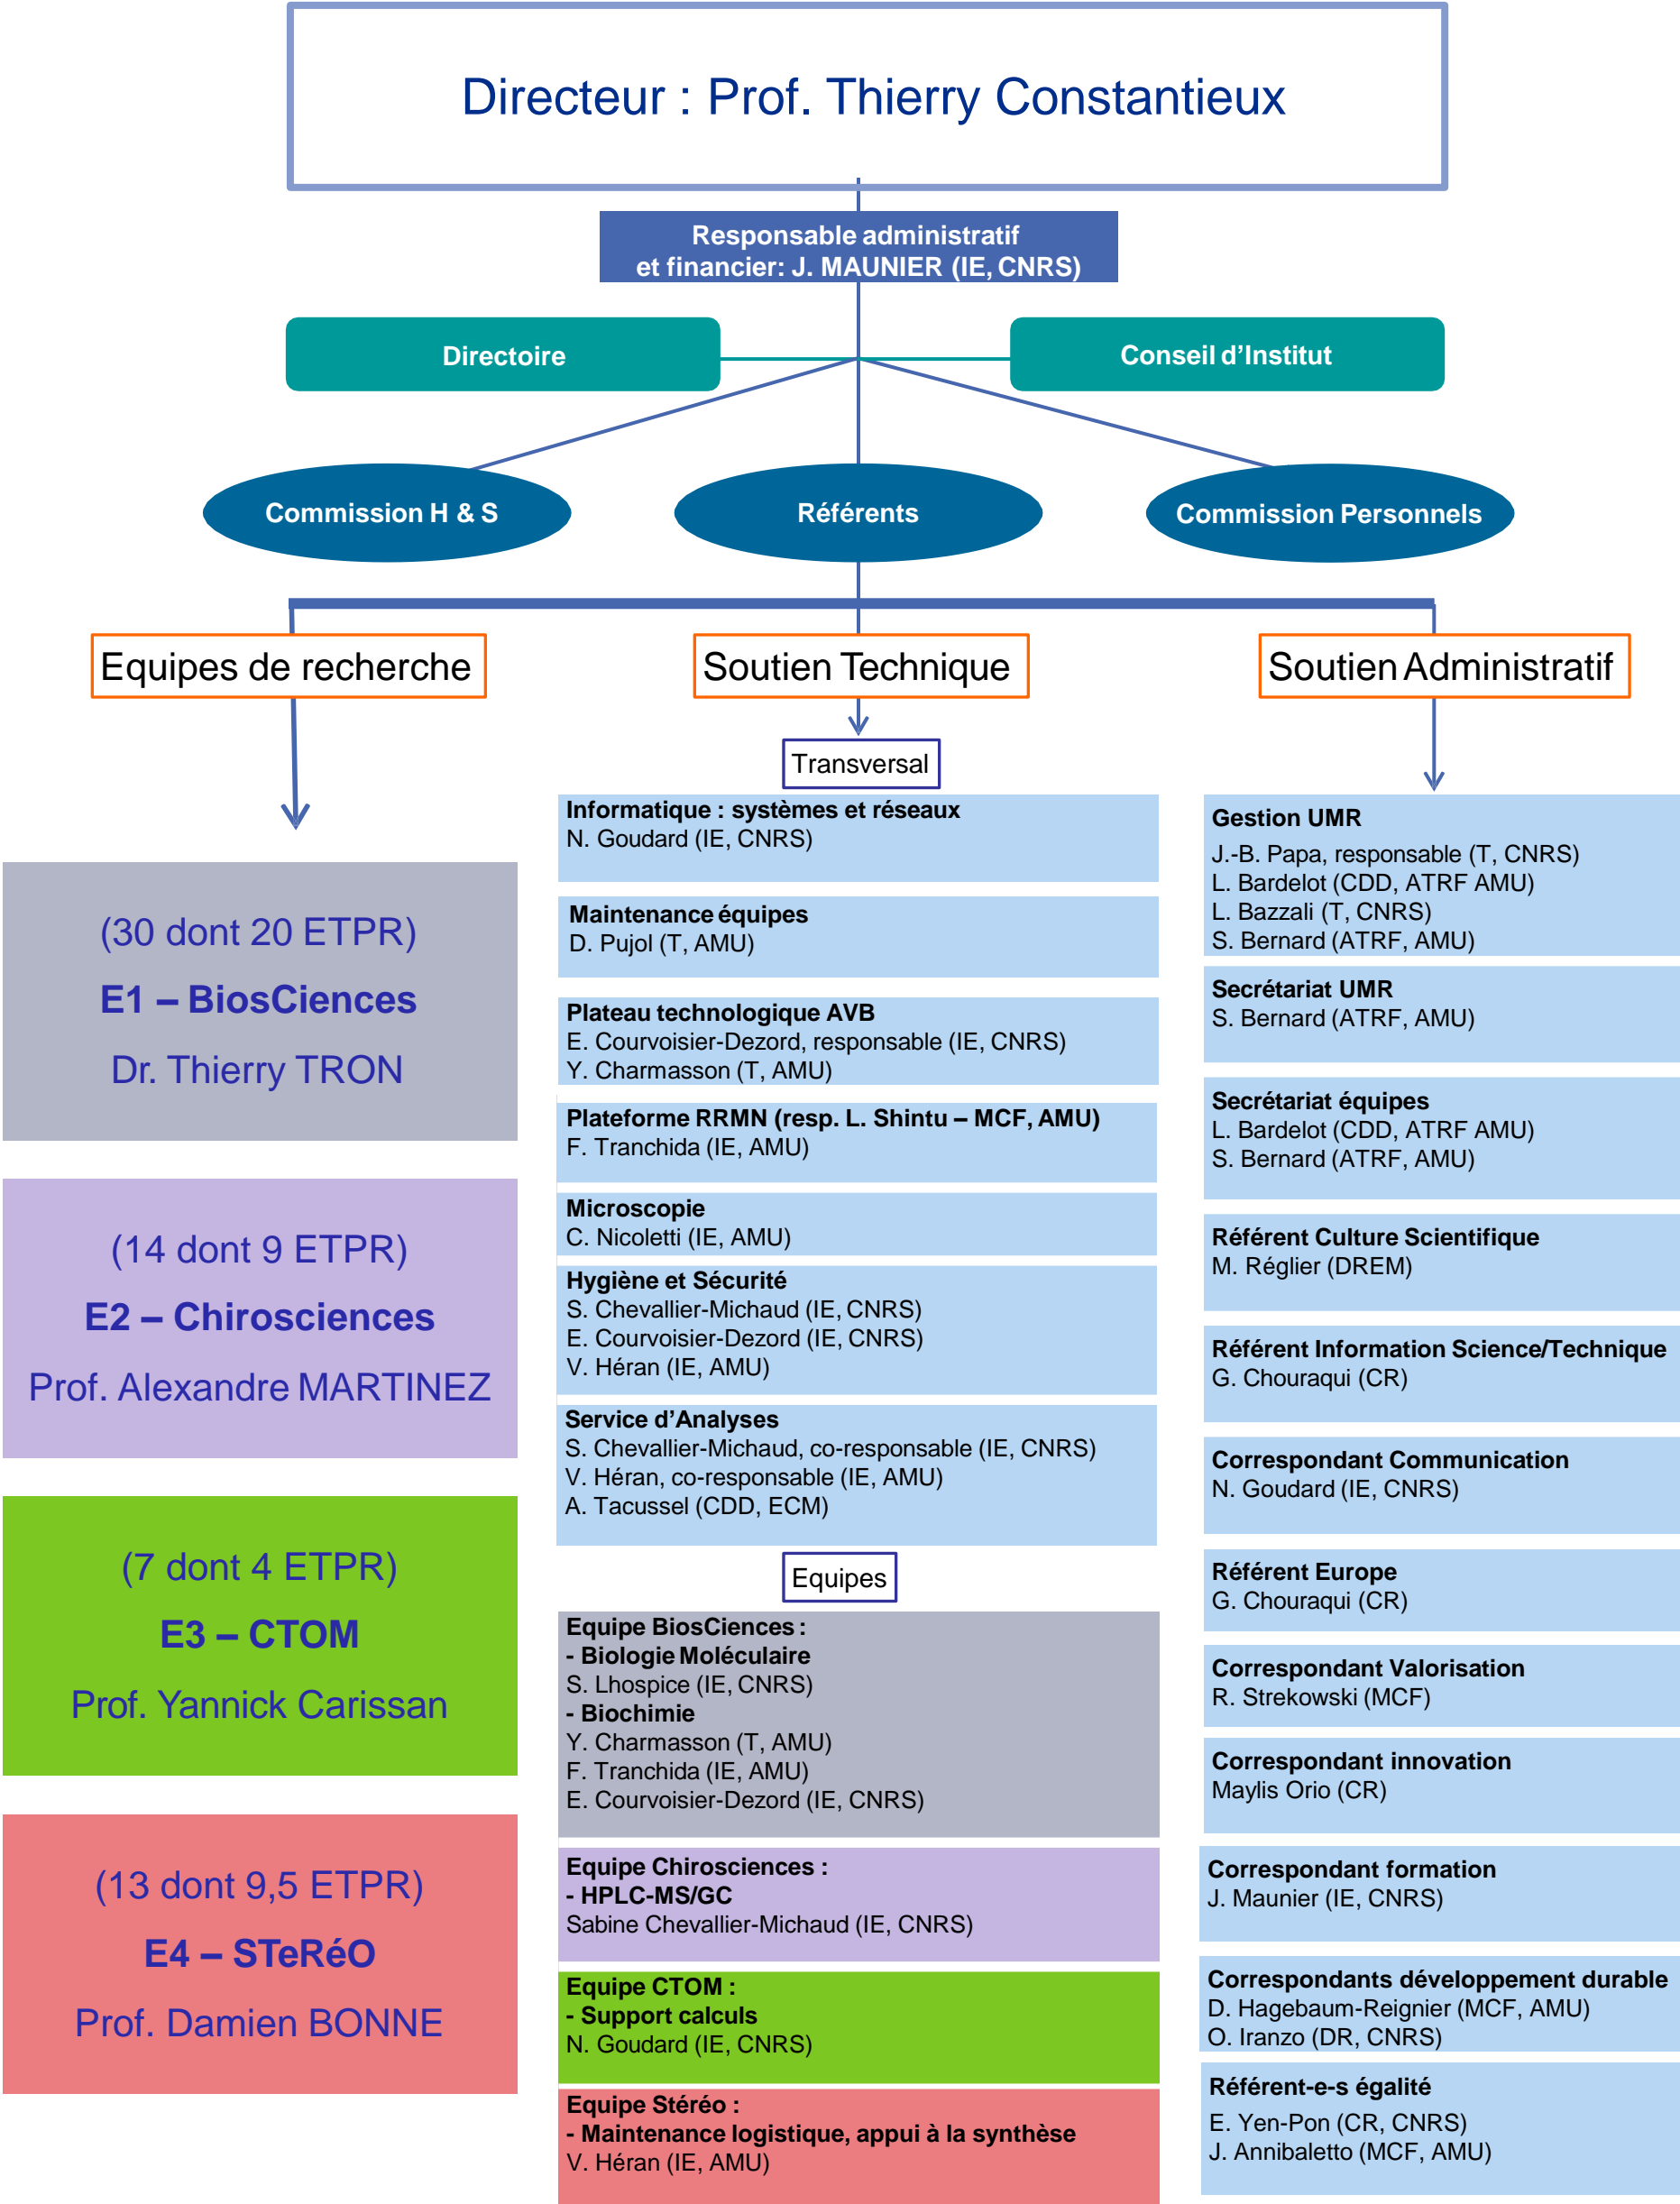 Directeur : Prof. Thierry Constantieux
Responsable administratif
et financier: J. MAUNIER (IE, CNRS)
Directoire
Conseil d'Institut
Commission H & S
Référents
Commission Personnels
Equipes de recherche
Soutien Technique
Soutien Administratif
(30 dont 20 ETPR)
E1 – BiosCiences
Dr. Thierry TRON
(14 dont 9 ETPR)
E2 – Chirosciences
Prof. Alexandre MARTINEZ
(7 dont 4 ETPR)
E3 – CTOM
Prof. Yannick Carissan
(13 dont 9,5 ETPR)
E4 – STeRéO
Prof. Damien BONNE
Transversal
Informatique : systèmes et réseaux
N. Goudard (IE, CNRS)
Maintenance équipes
D. Pujol (T, AMU)
Plateau technologique AVB
E. Courvoisier-Dezord, responsable (IE, CNRS)
Y. Charmasson (T, AMU)
Plateforme RRMN (resp. L. Shintu – MCF, AMU)
F. Tranchida (IE, AMU)
Microscopie
C. Nicoletti (IE, AMU)
Hygiène et Sécurité
S. Chevallier-Michaud (IE, CNRS)
E. Courvoisier-Dezord (IE, CNRS)
V. Héran (IE, AMU)
Service d'Analyses
S. Chevallier-Michaud, co-responsable (IE, CNRS)
V. Héran, co-responsable (IE, AMU)
A. Tacussel (CDD, ECM)
Equipes
Equipe BiosCiences :
- Biologie Moléculaire
S. Lhospice (IE, CNRS)
- Biochimie
Y. Charmasson (T, AMU)
F. Tranchida (IE, AMU)
E. Courvoisier-Dezord (IE, CNRS)
Equipe Chirosciences :
- HPLC-MS/GC
Sabine Chevallier-Michaud (IE, CNRS)
Equipe CTOM :
- Support calculs
N. Goudard (IE, CNRS)
Equipe Stéréo :
- Maintenance logistique, appui à la synthèse
V. Héran (IE, AMU)
Gestion UMR
J.-B. Papa, responsable (T, CNRS)
L. Bardelot (CDD, ATRF AMU)
L. Bazzali (T, CNRS)
S. Bernard (ATRF, AMU)
Secrétariat UMR
S. Bernard (ATRF, AMU)
Secrétariat équipes
L. Bardelot (CDD, ATRF AMU)
S. Bernard (ATRF, AMU)
Référent Culture Scientifique
M. Réglier (DREM)
Référent Information Science/Technique
G. Chouraqui (CR)
Correspondant Communication
N. Goudard (IE, CNRS)
Référent Europe
G. Chouraqui (CR)
Correspondant Valorisation
R. Strekowski (MCF)
Correspondant innovation
Maylis Orio (CR)
Correspondant formation
J. Maunier (IE, CNRS)
Correspondants développement durable
D. Hagebaum-Reignier (MCF, AMU)
O. Iranzo (DR, CNRS)
Référent-e-s égalité
E. Yen-Pon (CR, CNRS)
J. Annibaletto (MCF, AMU)